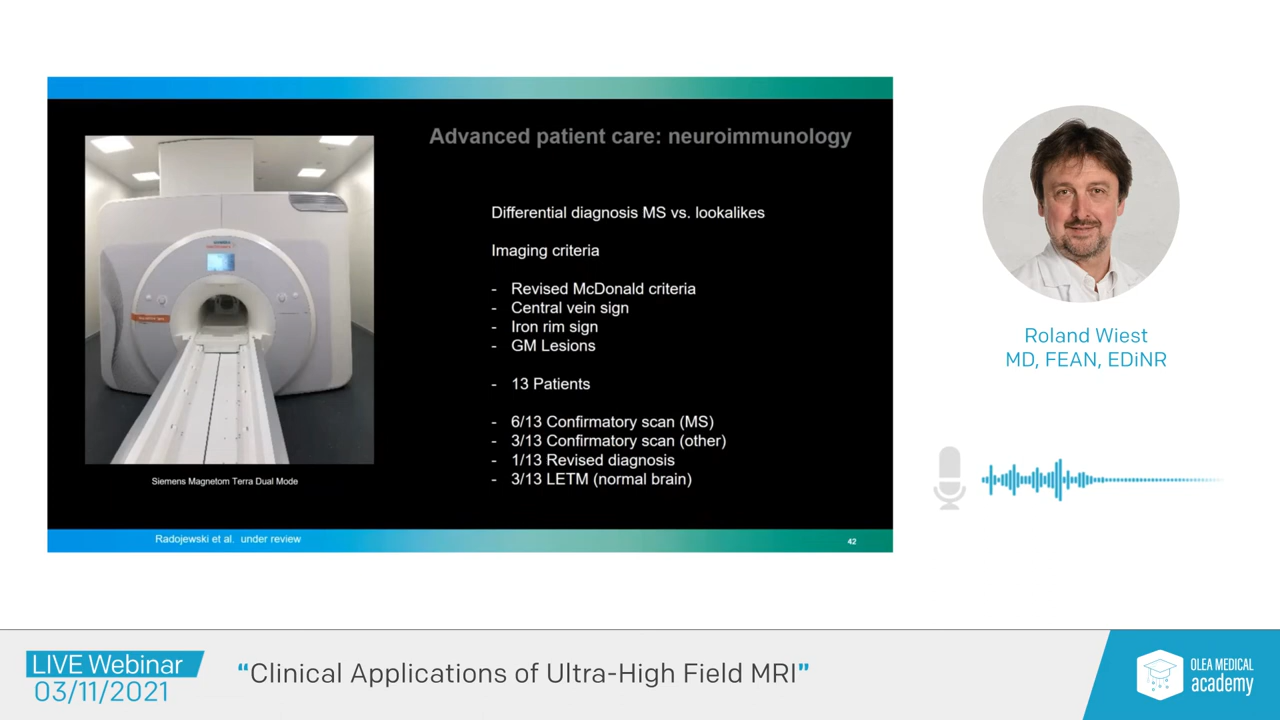 Advanced patient care: neuroimmunology
Differential diagnosis MS vs. lookalikes
Imaging criteria
- Revised McDonald criteria
- Central vein sign
- Iron rim sign
- GM Lesions
- 13 Patients
- 6/13 Confirmatory scan (MS)
- 3/13 Confirmatory scan (other)
- 1/13 Revised diagnosis
- 3/13 LETM (normal brain)
Siemens Magnetom Terra Dual Mode
Radojewski et al. under review
42
Roland Wiest
MD, FEAN, EDiNR
LIVE Webinar
03/11/2021
“Clinical Applications of Ultra-High Field MRI”
OLEA MEDICAL
academy